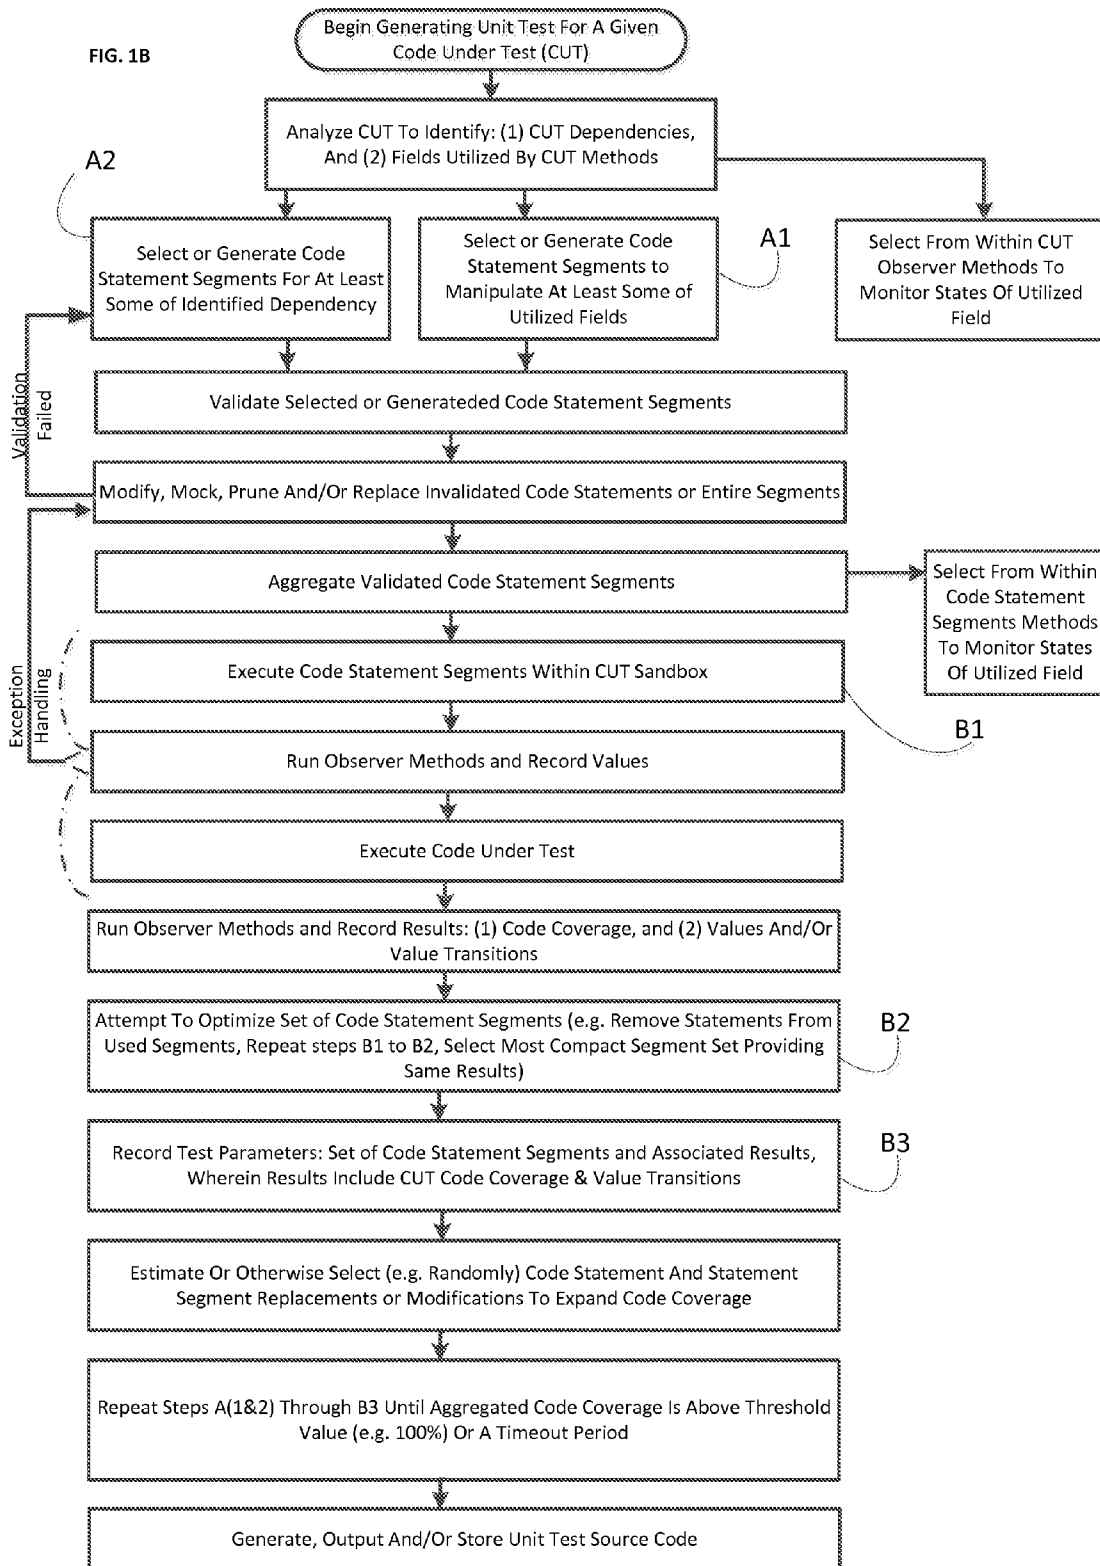 Begin Generating Unit Test For A Given
Code Under Test (CUT)
FIG. 1B
Analyze CUT To Identify: (1) CUT Dependencies,
And (2) Fields Utilized By CUT Methods
A2
Select or Generate Code
Statement Segments For At Least
Some of Identified Dependency
Select or Generate Code
Statement Segments to
Manipulate At Least Some of
Utilized Fields
A1
Select From Within CUT
Observer Methods To
Monitor States Of Utilized
Field
Validation
Failed
Validate Selected or Generateded Code Statement Segments
Modify, Mock, Prune And/Or Replace Invalidated Code Statements or Entire Segments
Aggregate Validated Code Statement Segments
Select From Within
Code Statement
Segments Methods
To Monitor States
Of Utilized Field
Exception
Handling
Execute Code Statement Segments Within CUT Sandbox
B1
Run Observer Methods and Record Values
Execute Code Under Test
Run Observer Methods and Record Results: (1) Code Coverage, and (2) Values And/Or
Value Transitions
Attempt To Optimize Set of Code Statement Segments (e.g. Remove Statements From
Used Segments, Repeat steps B1 to B2, Select Most Compact Segment Set Providing
Same Results)
B2
Record Test Parameters: Set of Code Statement Segments and Associated Results,
Wherein Results Include CUT Code Coverage & Value Transitions
B3
Estimate Or Otherwise Select (e.g. Randomly) Code Statement And Statement
Segment Replacements or Modifications To Expand Code Coverage
Repeat Steps A(1&2) Through B3 Until Aggregated Code Coverage Is Above Threshold
Value (e.g. 100%) Or A Timeout Period
Generate, Output And/Or Store Unit Test Source Code